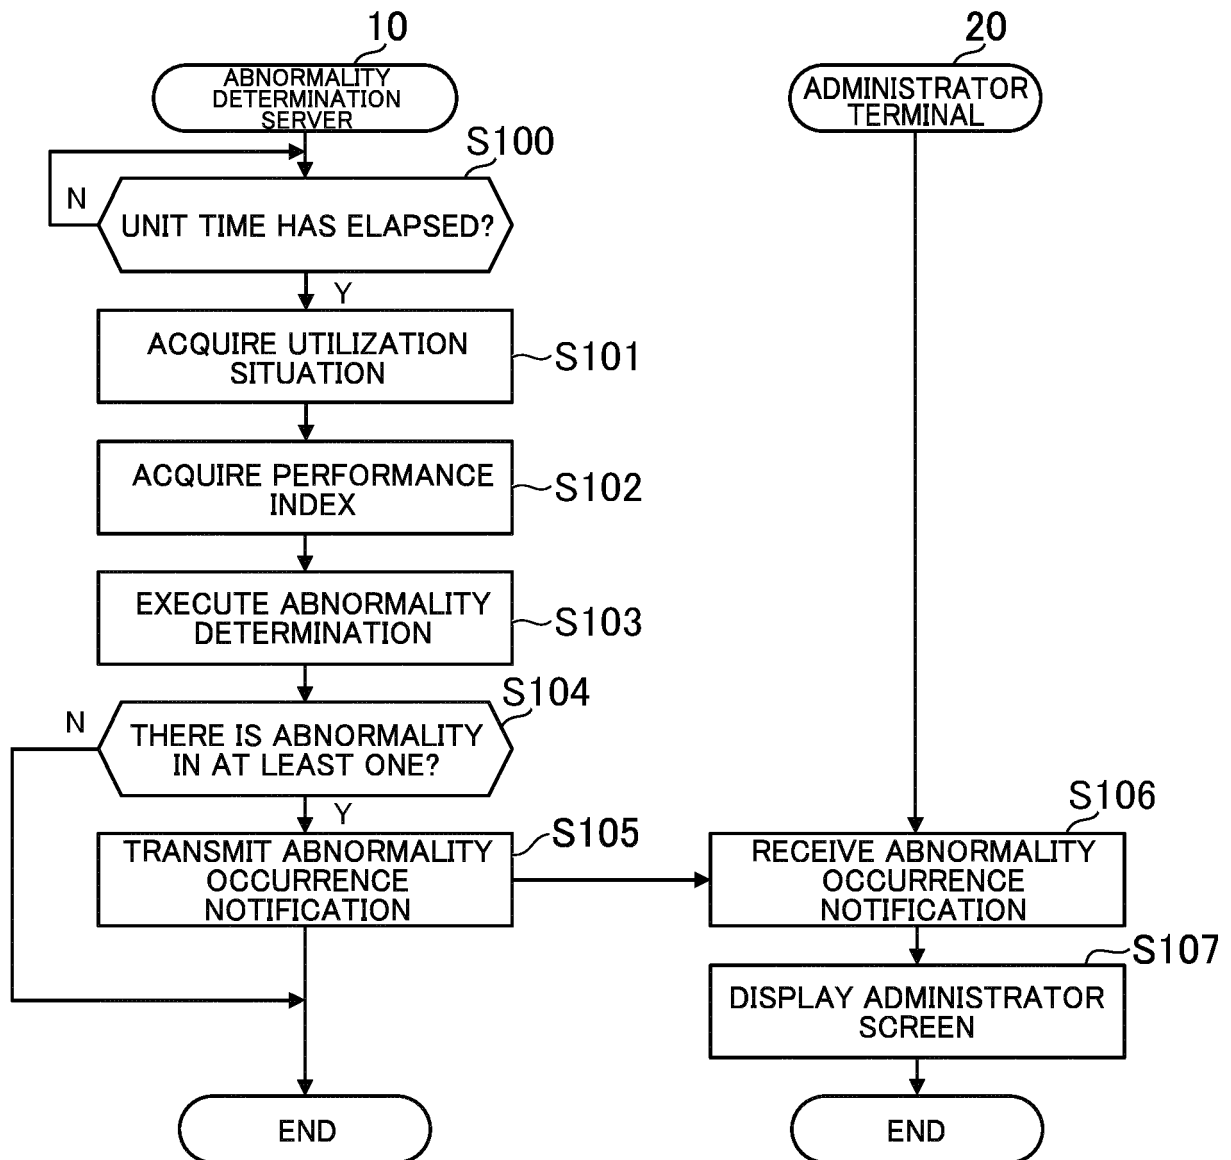 10
ABNORMALITY
DETERMINATION
SERVER
S100
N
UNIT TIME HAS ELAPSED?
Y
ACQUIRE UTILIZATION
SITUATION
S101
ACQUIRE PERFORMANCE
INDEX
S102
EXECUTE ABNORMALITY
DETERMINATION
S103
S104
N
THERE IS ABNORMALITY
IN AT LEAST ONE?
Y
S105
TRANSMIT ABNORMALITY
OCCURRENCE
NOTIFICATION
END
20
ADMINISTRATOR
TERMINAL
S106
RECEIVE ABNORMALITY
OCCURRENCE
NOTIFICATION
S107
DISPLAY ADMINISTRATOR
SCREEN
END